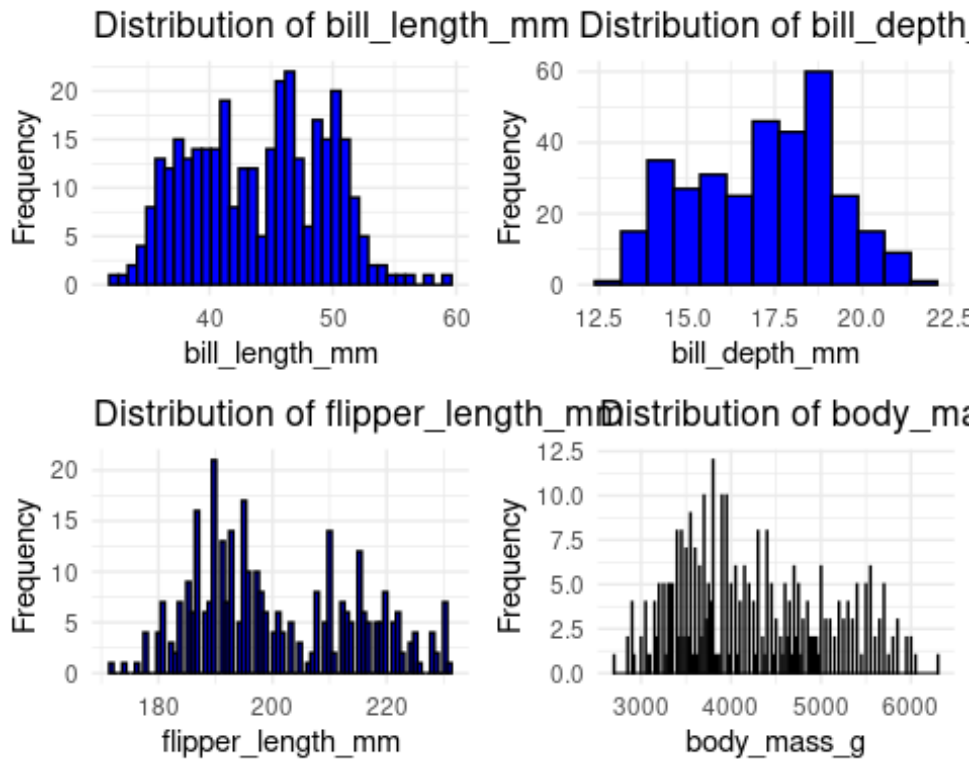 Distribution of bill_length_mm
Frequency
20
15
10
5
0
40 50 60
bill_length_mm
Distribution of bill_depth_
Frequency
60
40
20
0
12.5 15.0 17.5 20.0 22.5
bill_depth_mm
Distribution of flipper_length_mm
Frequency
20
15
10
5
0
180 200 220
flipper_length_mm
Distribution of body_ma
Frequency
12.5
10.0
7.5
5.0
2.5
0.0
3000 4000 5000 6000
body_mass_g